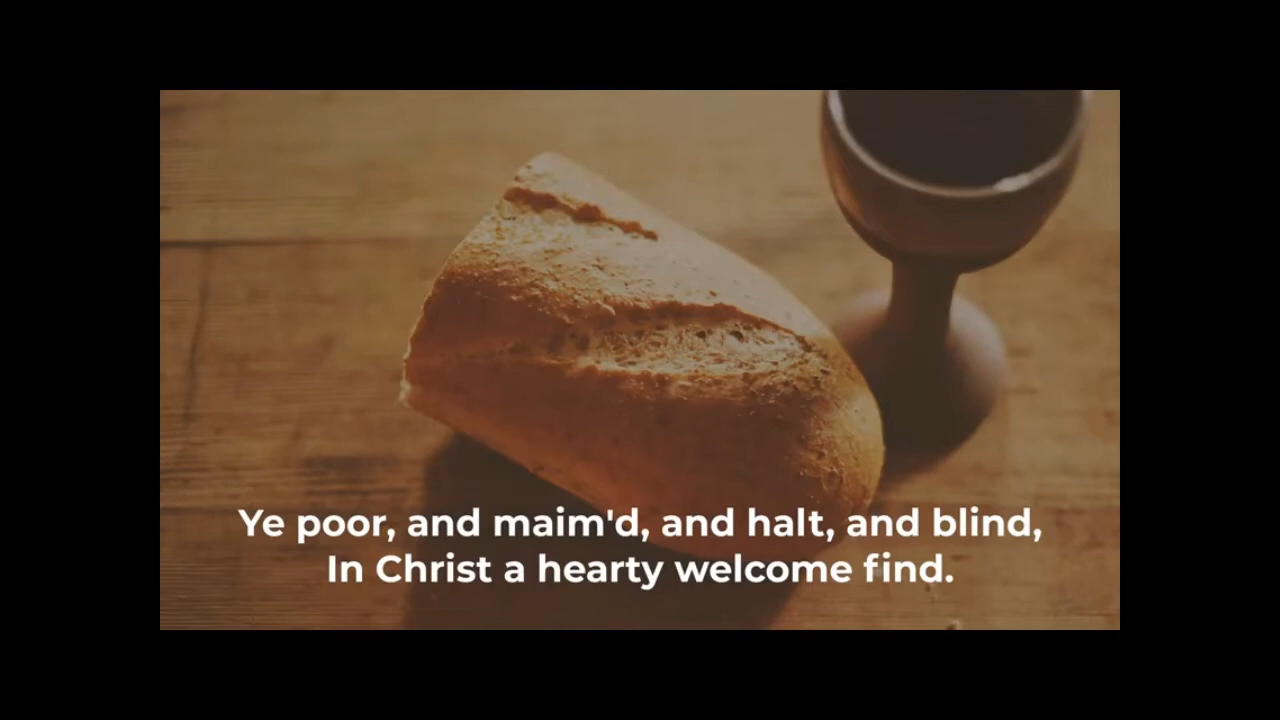 Ye poor, and maim'd, and halt, and blind,
In Christ a hearty welcome find.